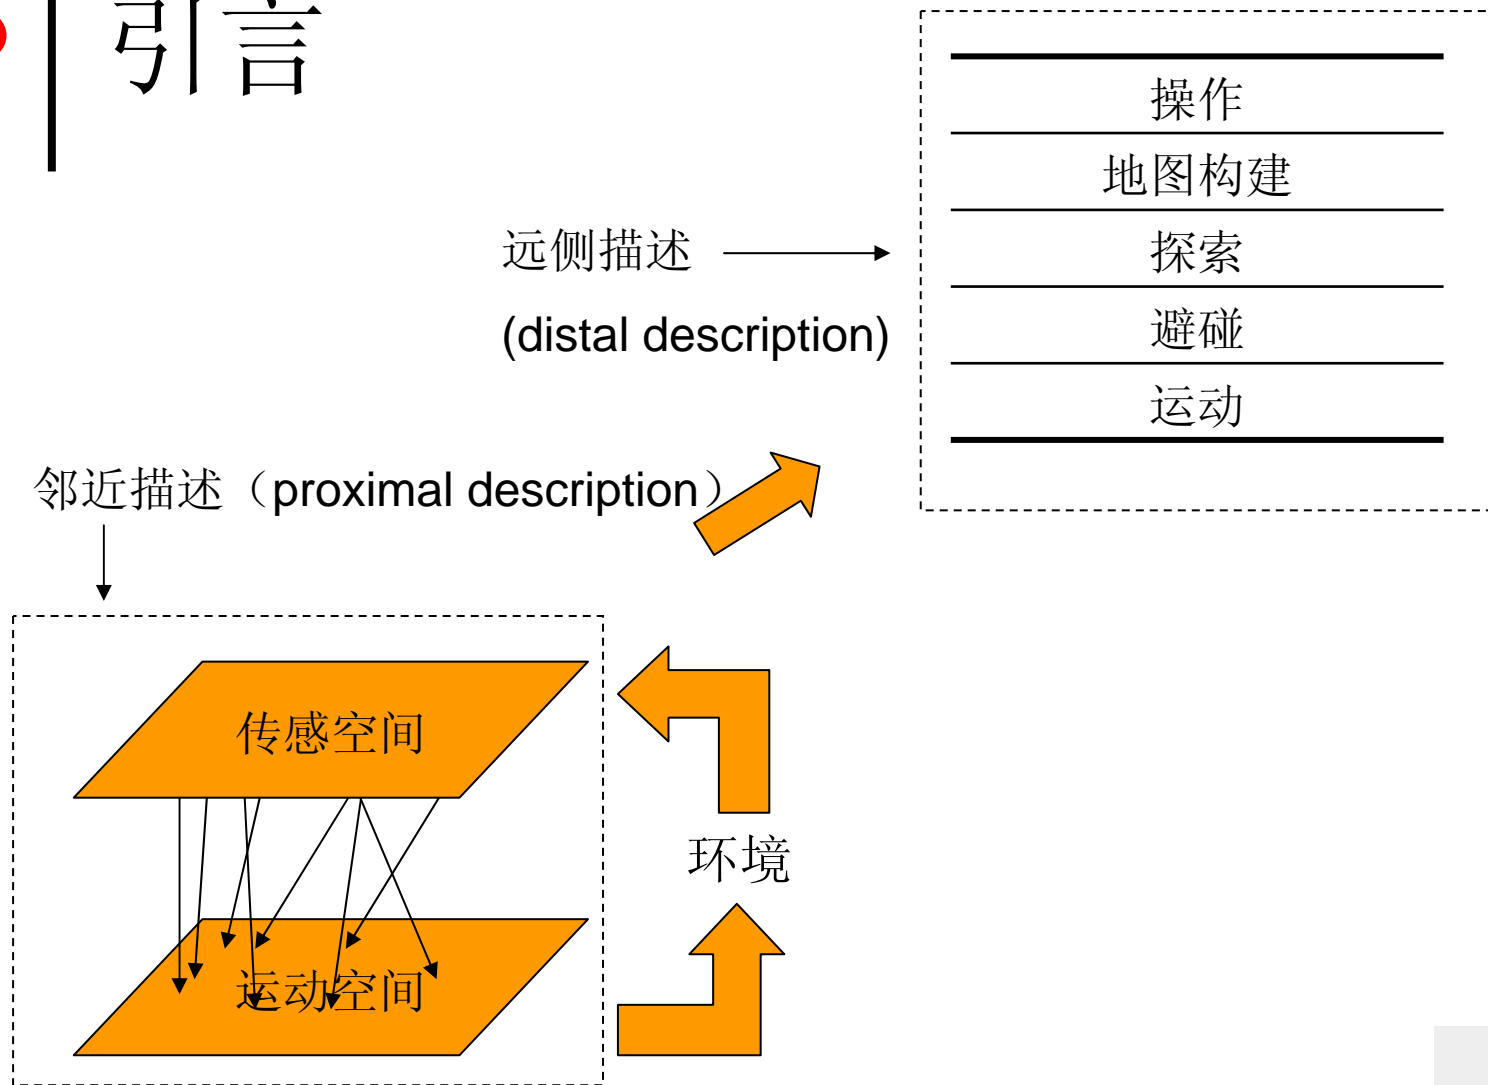 引言
操作
地图构建
探索
避碰
运动
远侧描述
(distal description)
邻近描述（proximal description）
传感空间
环境
运动空间